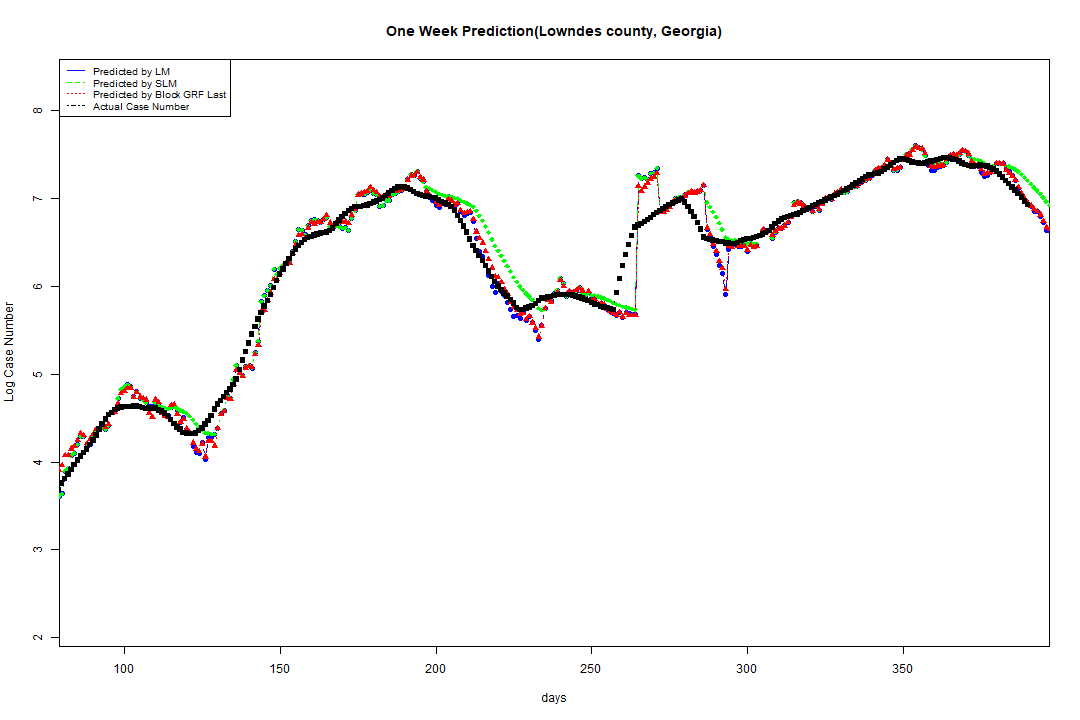 One Week Prediction(Lowndes county, Georgia)
Predicted by LM
Predicted by SLM
Predicted by Block GRF Last
Actual Case Number
8
7
6
5
4
3
2
Log Case Number
100 150 200 250 300 350
days